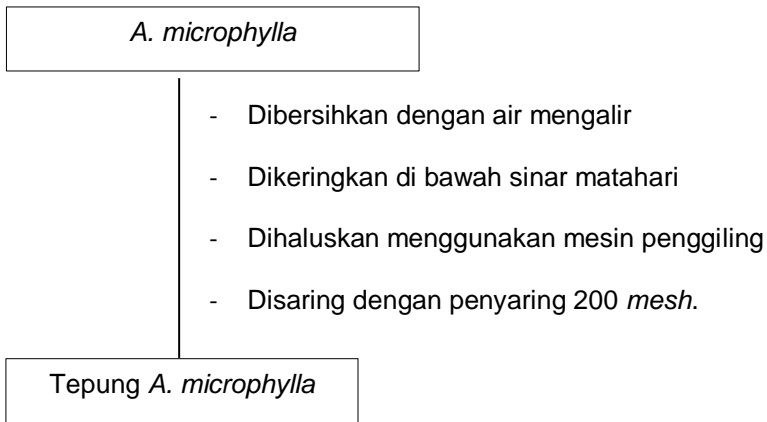 A. microphylla
- Dibersihkan dengan air mengalir
- Dikeringkan di bawah sinar matahari
- Dihaluskan menggunakan mesin penggiling
- Disaring dengan penyaring 200 mesh.
Tepung A. microphylla